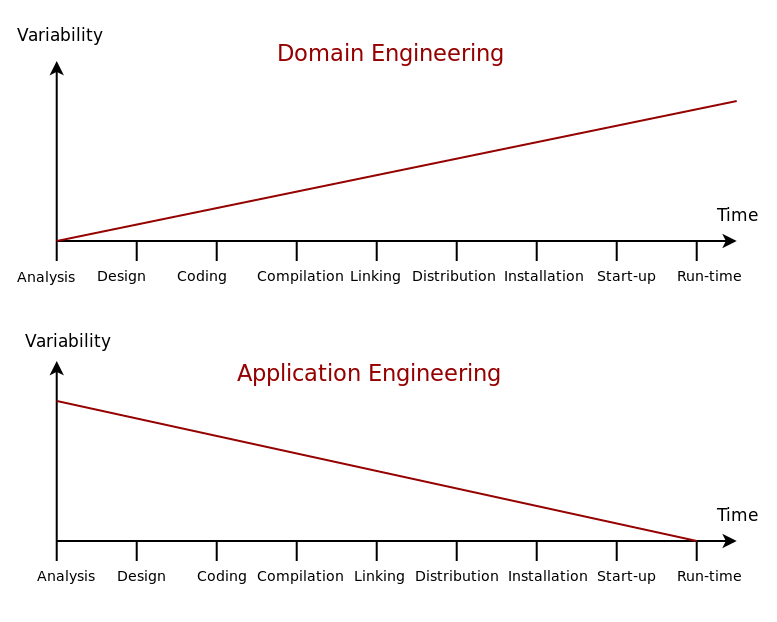 Variability
Domain Engineering
Time
Analysis Design Coding Compilation Linking Distribution Installation Start-up Run-time
Variability
Application Engineering
Time
Analysis Design Coding Compilation Linking Distribution Installation Start-up Run-time